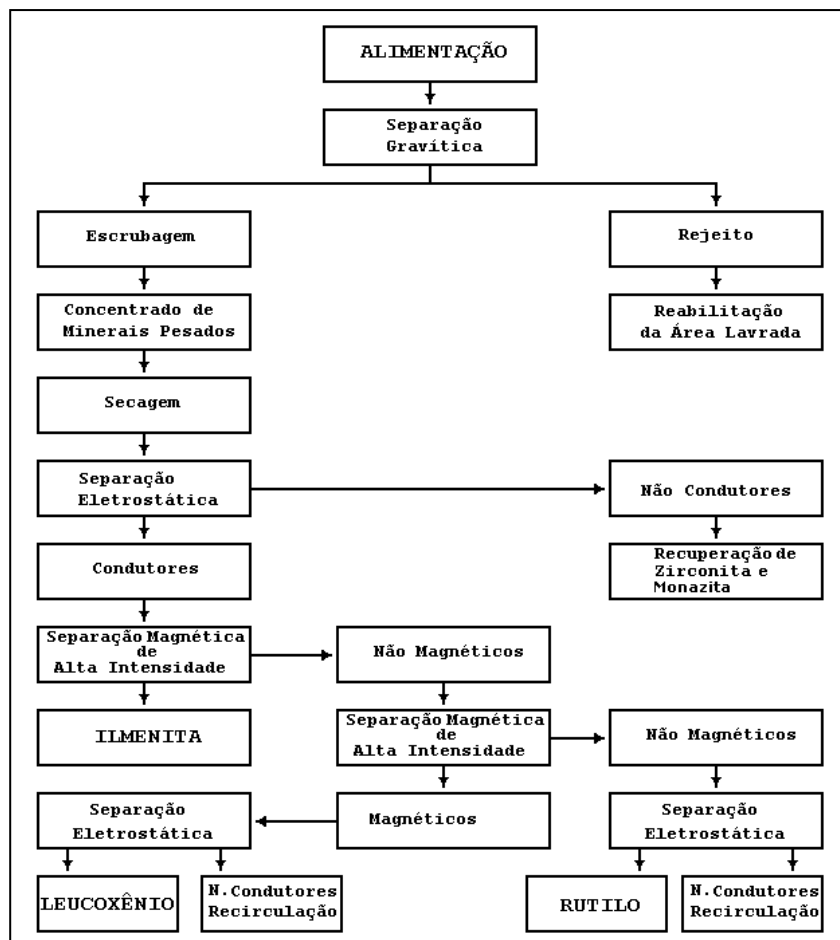 ALIMENTAÇÃO
Separação
Gravítica
Escrubagem
Rejeito
Concentrado de
Minerais Pesados
Reabilitação
da Área Lavrada
Secagem
Separação
Eletrostática
Não Condutores
Condutores
Recuperação de
Zirconita e
Monazita
Separação Magnética
de
Alta Intensidade
Não Magnéticos
ILMENITA
Separação Magnética
de
Alta Intensidade
Não Magnéticos
Separação
Eletrostática
Magnéticos
Separação
Eletrostática
LEUCOXÊNIO
N.Condutores
Recirculação
RUTILO
N.Condutores
Recirculação